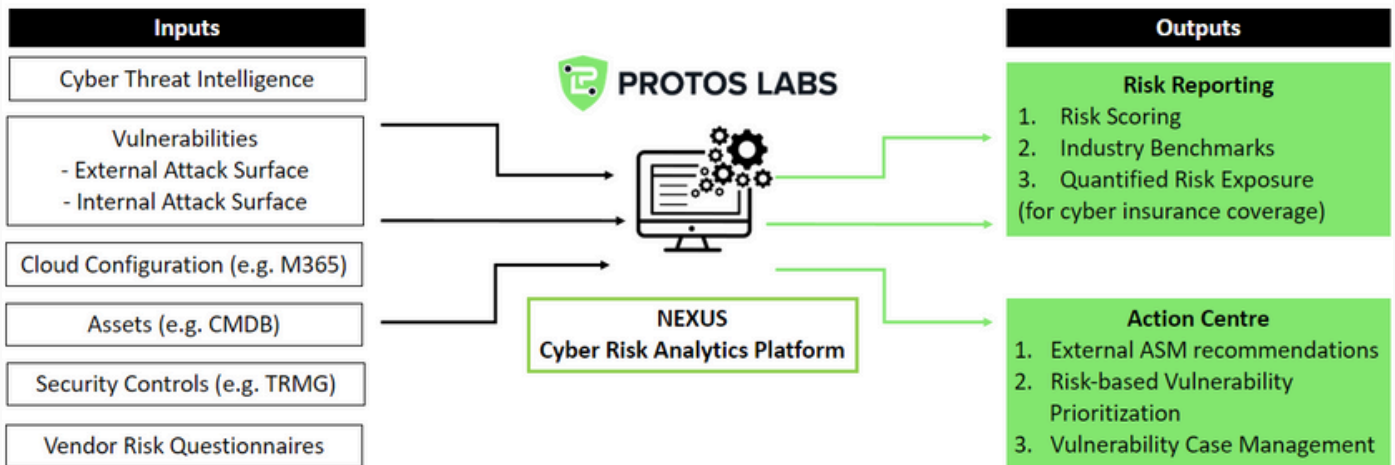 Inputs
Cyber Threat Intelligence
Vulnerabilities
- External Attack Surface
- Internal Attack Surface
Cloud Configuration (e.g. M365)
Assets (e.g. CMDB)
Security Controls (e.g. TRMG)
Vendor Risk Questionnaires
PROTOS LABS
NEXUS
Cyber Risk Analytics Platform
Outputs
Risk Reporting
1. Risk Scoring
2. Industry Benchmarks
3. Quantified Risk Exposure
(for cyber insurance coverage)
Action Centre
1. External ASM recommendations
2. Risk-based Vulnerability
Prioritization
3. Vulnerability Case Management